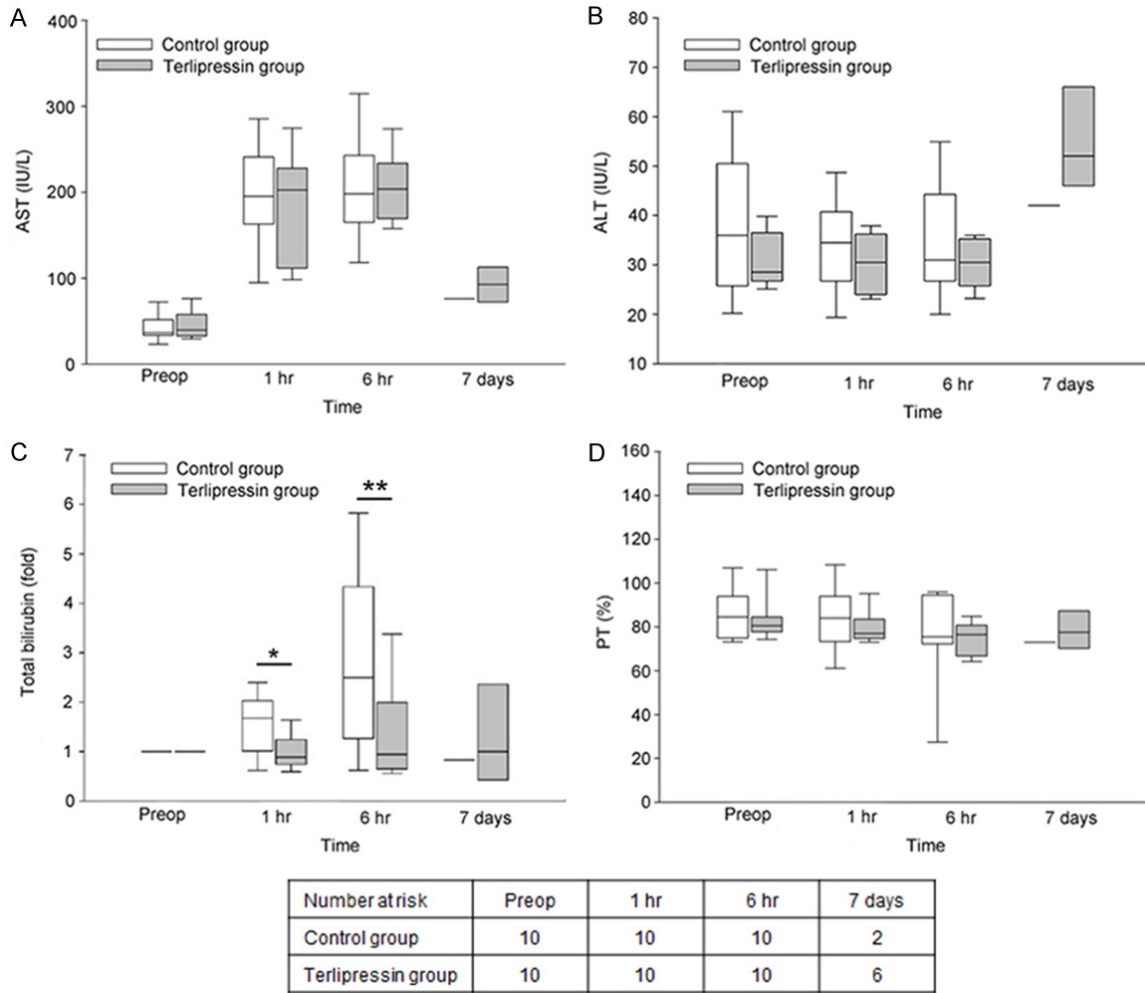 A
400
300
200
100
0
AST (IU/L)
Control group
Terlipressin group
Preop 1 hr 6 hr 7 days
Time
B
80
70
60
50
40
30
20
10
ALT (IU/L)
Control group
Terlipressin group
Preop 1 hr 6 hr 7 days
Time
C
7
6
5
4
3
2
1
0
Total bilirubin (fold)
Control group
Terlipressin group
*
**
Preop 1 hr 6 hr 7 days
Time
D
160
140
120
100
80
60
40
20
0
PT (%)
Control group
Terlipressin group
Preop 1 hr 6 hr 7 days
Time
Number at risk Preop 1 hr 6 hr 7 days
Control group 10 10 10 2
Terlipressin group 10 10 10 6